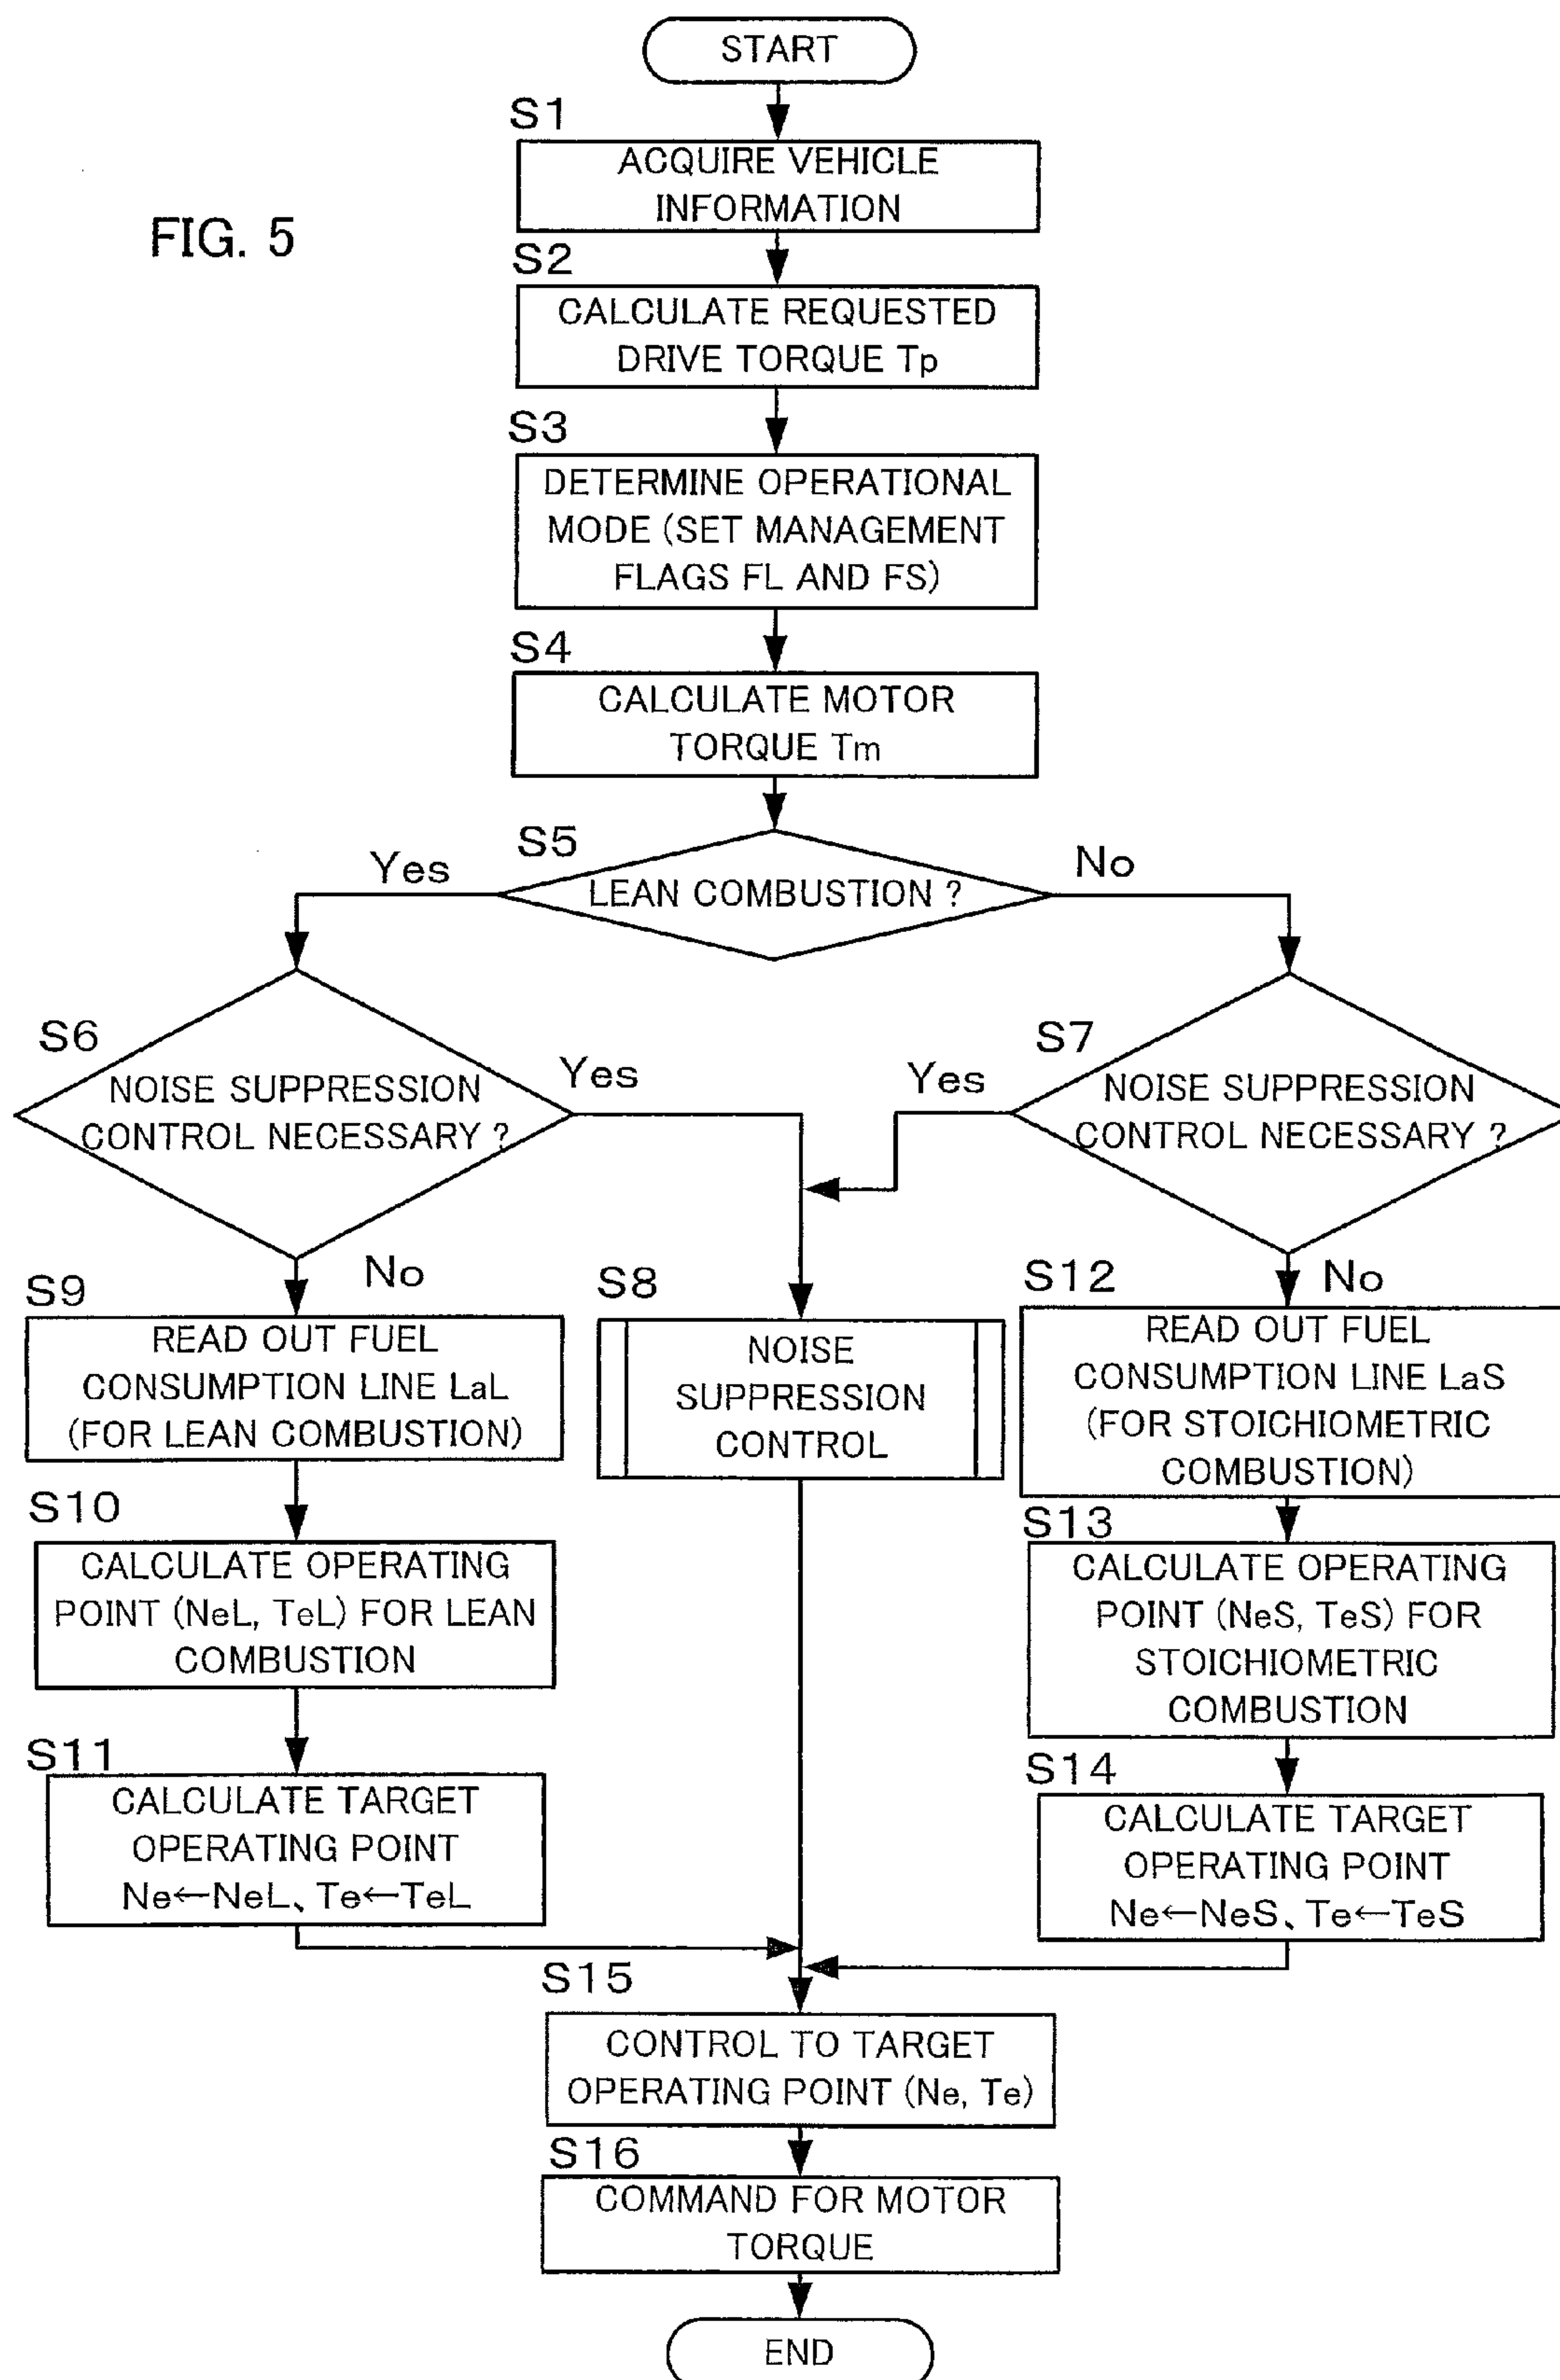 START
S1
ACQUIRE VEHICLE
INFORMATION
FIG. 5
S2
CALCULATE REQUESTED
DRIVE TORQUE Tp
S3
DETERMINE OPERATIONAL
MODE (SET MANAGEMENT
FLAGS FL AND FS)
S4
CALCULATE MOTOR
TORQUE Tm
S5
LEAN COMBUSTION ?
Yes
No
S6
NOISE SUPPRESSION
CONTROL NECESSARY ?
Yes
No
S7
NOISE SUPPRESSION
CONTROL NECESSARY ?
Yes
No
S8
NOISE
SUPPRESSION
CONTROL
S9
READ OUT FUEL
CONSUMPTION LINE LaL
(FOR LEAN COMBUSTION)
S10
CALCULATE OPERATING
POINT (NeL, TeL) FOR LEAN
COMBUSTION
S11
CALCULATE TARGET
OPERATING POINT
Ne←NeL、Te←TeL
S12
READ OUT FUEL
CONSUMPTION LINE LaS
(FOR STOICHIOMETRIC
COMBUSTION)
S13
CALCULATE OPERATING
POINT (NeS, TeS) FOR
STOICHIOMETRIC
COMBUSTION
S14
CALCULATE TARGET
OPERATING POINT
Ne←NeS、Te←TeS
S15
CONTROL TO TARGET
OPERATING POINT (Ne, Te)
S16
COMMAND FOR MOTOR
TORQUE
END